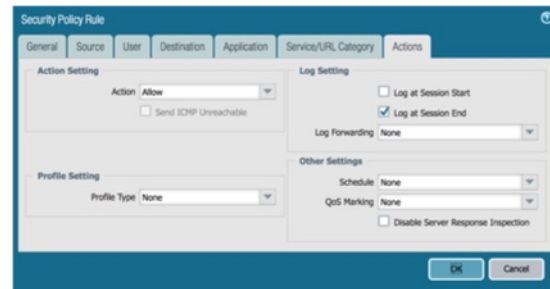 Security Policy Rule
General Source User Destination Application Service/URL Category Actions
Action Setting
Action Allow
Send ICMP Unreachable
Profile Setting
Profile Type None
Log Setting
Log at Session Start
Log at Session End
Log Forwarding None
Other Settings
Schedule None
QoS Marking None
Disable Server Response Inspection
OK Cancel